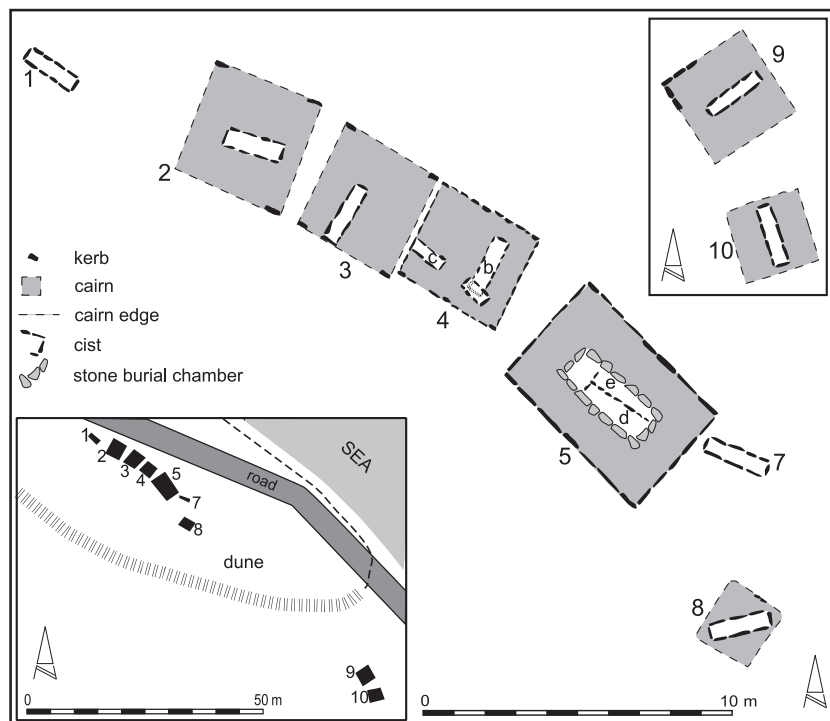 1
2
3
c
b
4
e
d
5
7
8
9
10
kerb
cairn
cairn edge
cist
stone burial chamber
1
2
3
4
5
7
8
road
SEA
dune
9
10
0 50 m
0 10 m